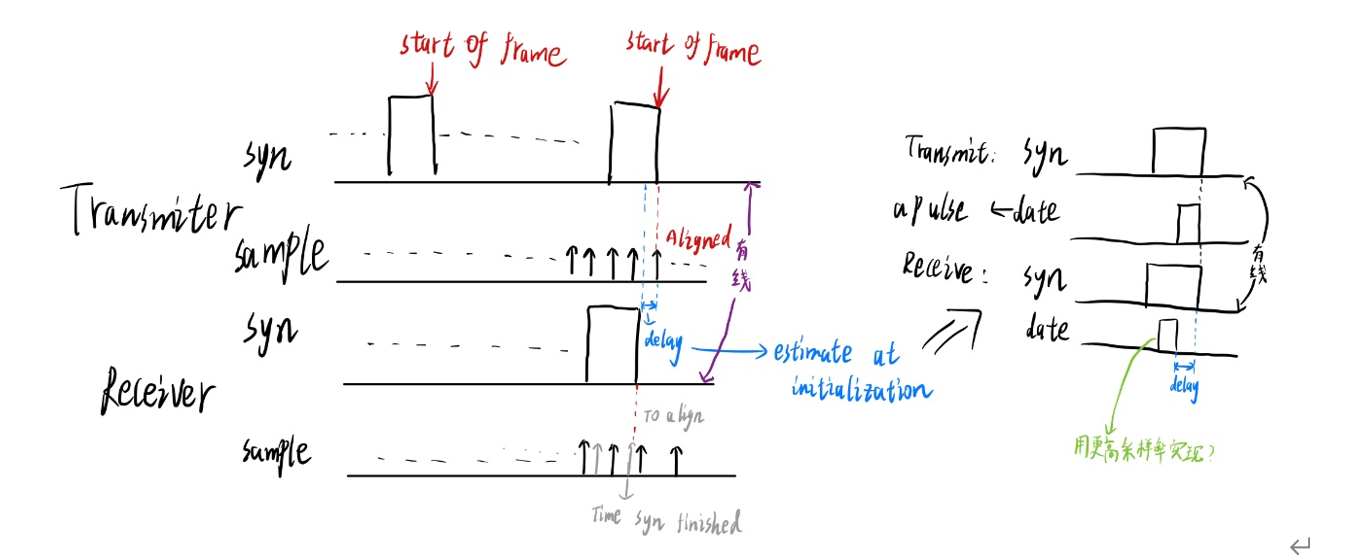 start of frame
start of frame
syn
Transmiter
sample
Aligned
有
线
syn
delay
estimate at
initialization
Receiver
To align
sample
Time syn finished
Transmit: syn
a pulse ← date
Receive: syn
有
线
date
delay
用更高采样率实现?